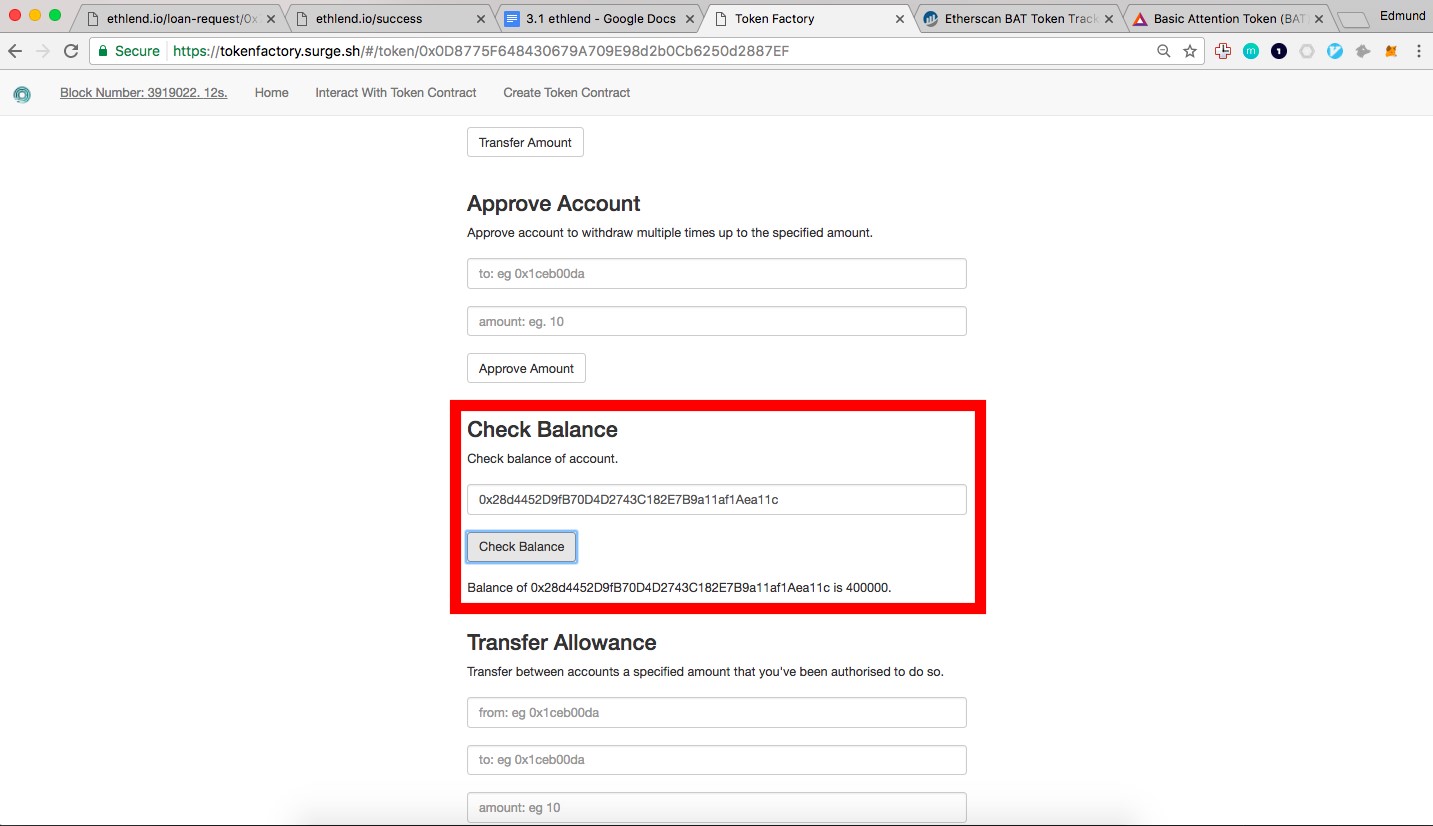 ethlend.io/loan-request/0x
ethlend.io/success
3.1 ethlend - Google Docs
Token Factory
Etherscan BAT Token Track
Basic Attention Token (BAT
Edmund
Secure
https://tokenfactory.surge.sh/#/token/0x0D8775F648430679A709E98d2b0Cb6250d2887EF
Block Number: 3919022. 12s.
Home
Interact With Token Contract
Create Token Contract
Transfer Amount
Approve Account
Approve account to withdraw multiple times up to the specified amount.
to: eg 0x1ceb00da
amount: eg. 10
Approve Amount
Check Balance
Check balance of account.
0x28d4452D9fB70D4D2743C182E7B9a11af1Aea11c
Check Balance
Balance of 0x28d4452D9fB70D4D2743C182E7B9a11af1Aea11c is 400000.
Transfer Allowance
Transfer between accounts a specified amount that you've been authorised to do so.
from: eg 0x1ceb00da
to: eg 0x1ceb00da
amount: eg 10